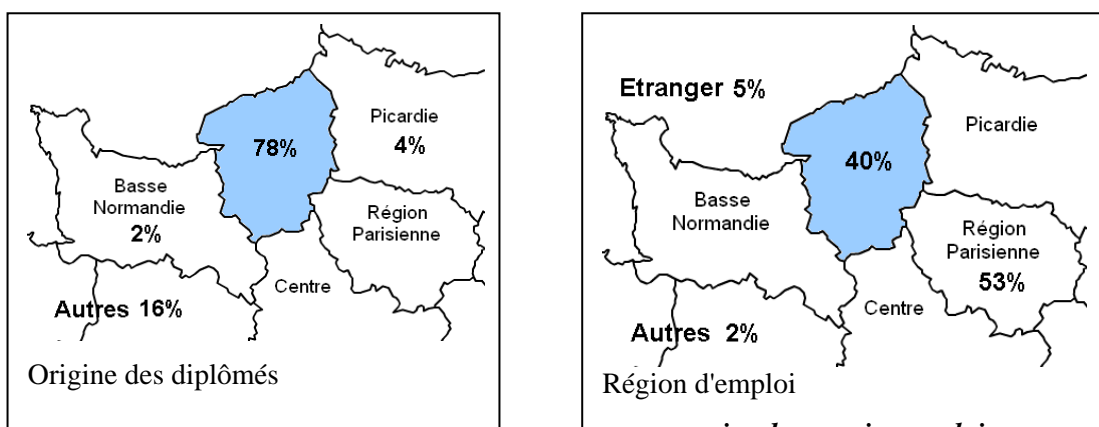 Picardie
4%
78%
Basse
Normandie
2%
Région
Parisienne
Centre
Autres 16%
Origine des diplômés
Etranger 5%
Picardie
40%
Basse
Normandie
Région
Parisienne
53%
Centre
Autres 2%
Région d'emploi